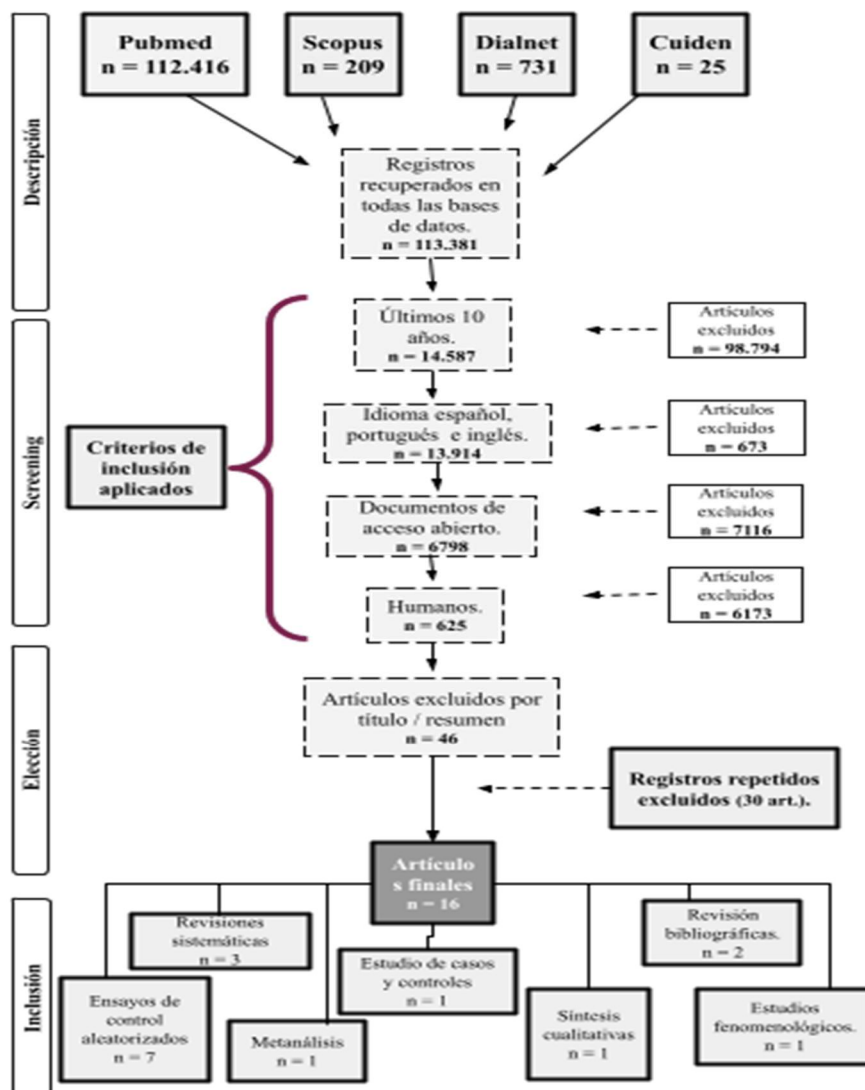 Pubmed
n = 112.416
Scopus
n = 209
Dialnet
n = 731
Cuiden
n = 25
Descripción
Registros
recuperados en
todas las bases
de datos.
n = 113.381
Screening
Criterios de
inclusión
aplicados
Últimos 10
años.
n = 14.587
Artículos
excluidos
n = 98.794
Idioma español,
portugués e inglés.
n = 13.914
Artículos
excluidos
n = 673
Documentos de
acceso abierto.
n = 6798
Artículos
excluidos
n = 7116
Humanos.
n = 625
Artículos
excluidos
n = 6173
Elección
Artículos excluidos por
título / resumen
n = 46
Registros repetidos
excluidos (30 art.).
Artículo
s finales
n = 16
Inclusión
Revisiones
sistemáticas
n = 3
Estudio de casos
y controles
n = 1
Revisión
bibliográficas.
n = 2
Ensayos de
control
aleatorizados
n = 7
Metanálisis
n = 1
Síntesis
cualitativas
n = 1
Estudios
fenomenológicos.
n = 1